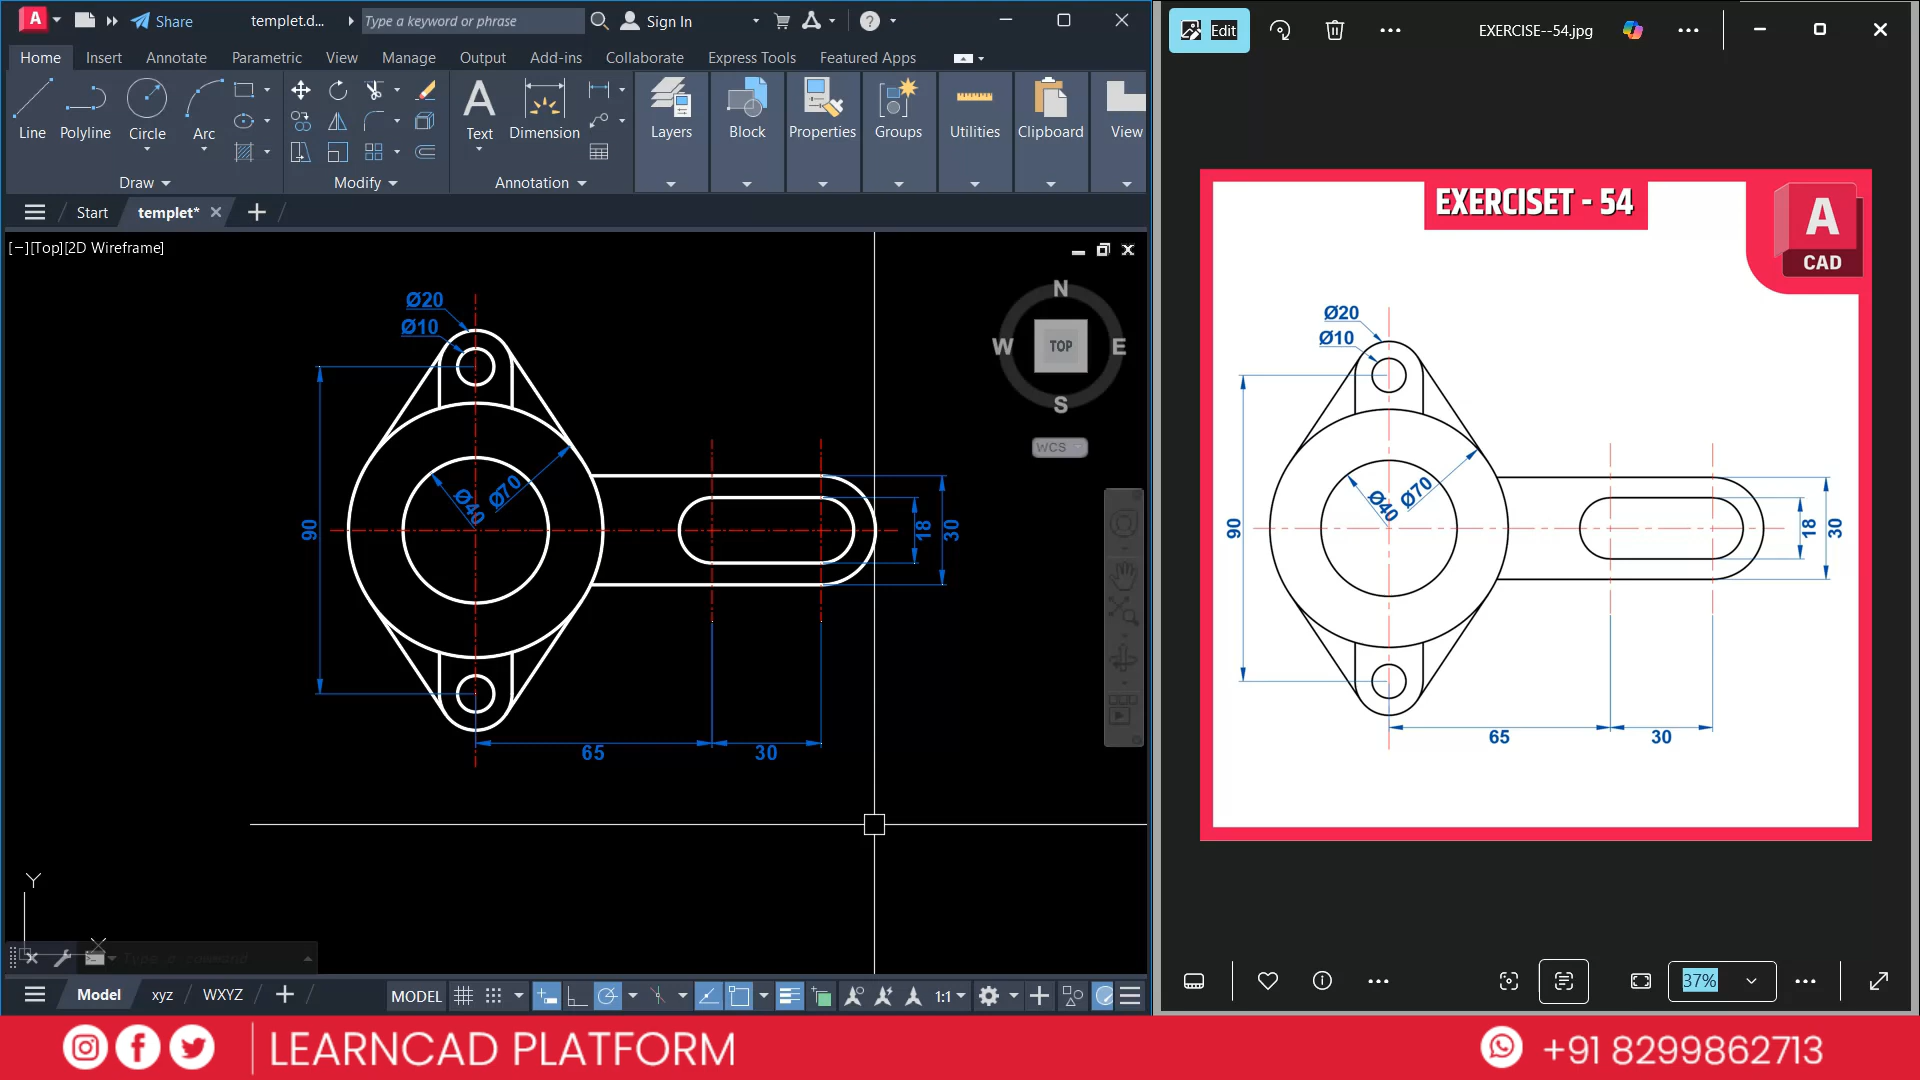 A
Share
templet.d...
Type a keyword or phrase
Sign In
?
Home Insert Annotate Parametric View Manage Output Add-ins Collaborate Express Tools Featured Apps
Line Polyline Circle Arc
A
Text Dimension
Layers Block Properties Groups Utilities Clipboard View
Draw Modify Annotation
Start templet*
[−][Top][2D Wireframe]
N
W TOP E
S
WCS
Ø20
Ø10
Ø40 Ø70
90
18 30
65 30
Y
X
Type a command
Model xyz WXYZ
MODEL
1:1
Edit
EXERCISE--54.jpg
EXERCISET - 54
A
CAD
Ø20
Ø10
Ø40 Ø70
90
18 30
65 30
37%
LEARNCAD PLATFORM
+91 8299862713